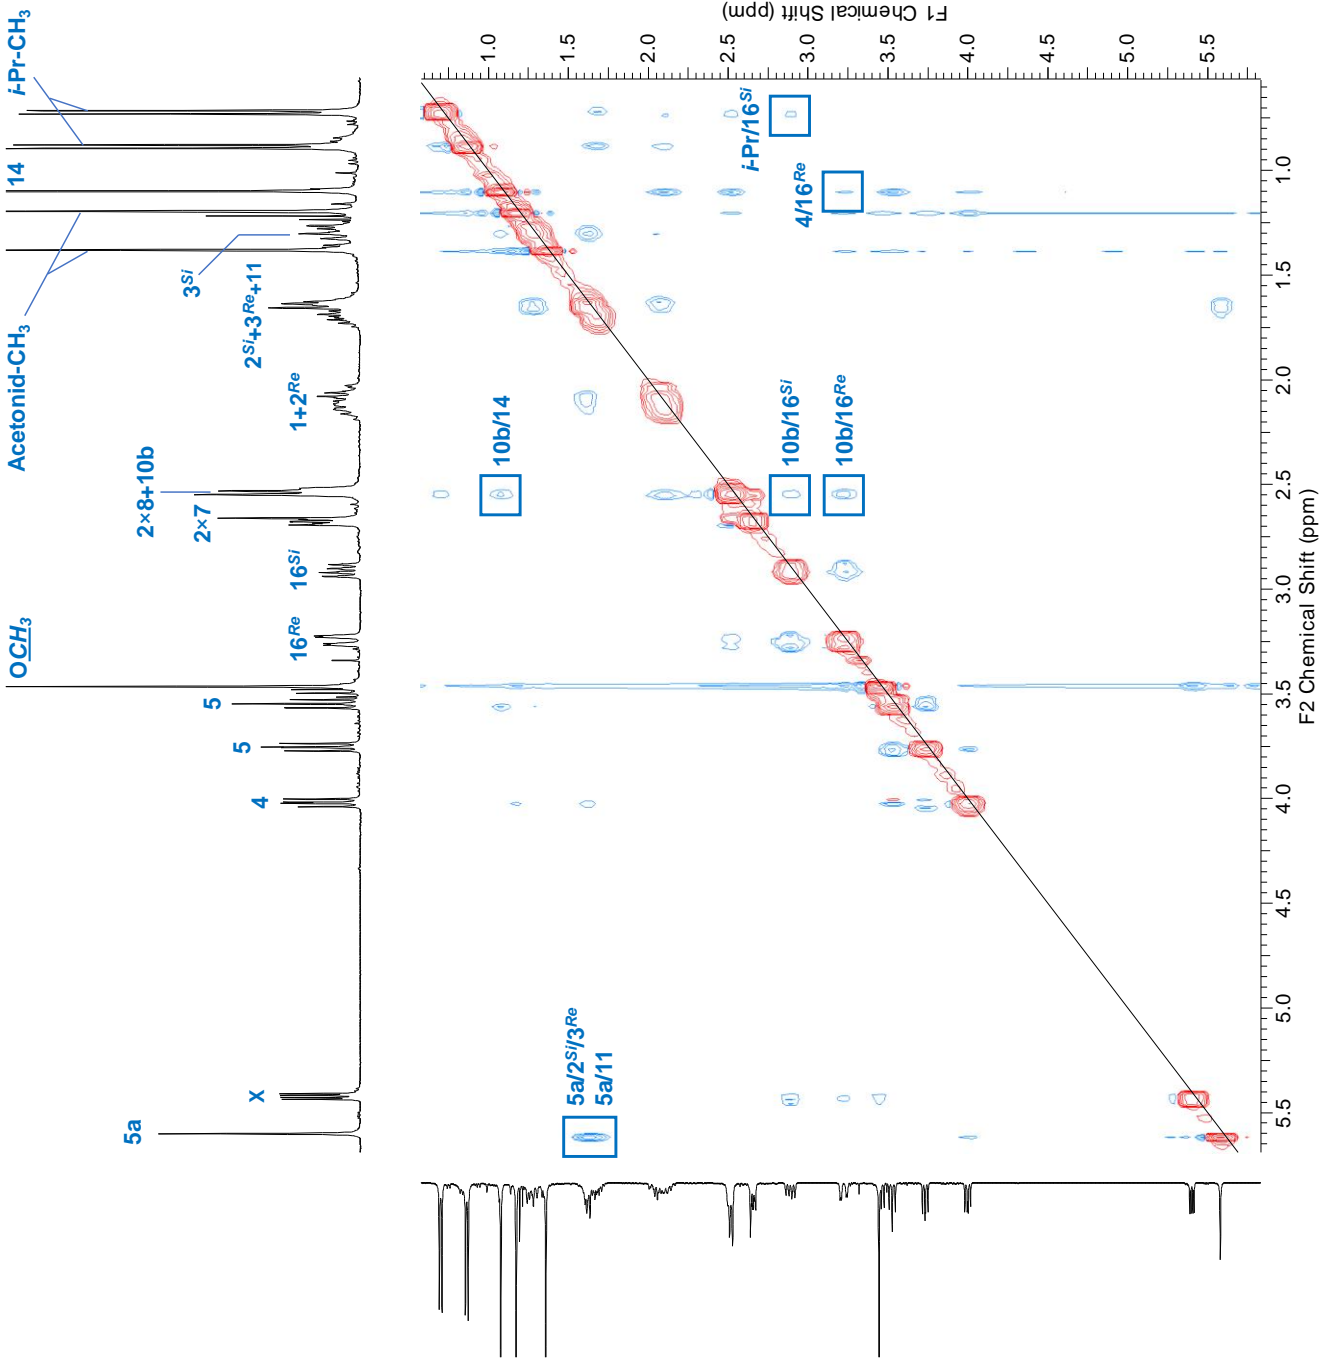 5a
X
4
5
5
OCH3
16Re
16Si
2×7
2×8+10b
1+2Re
2Si+3Re+11
3Si
Acetonid-CH3
14
i-Pr-CH3
5a/2Si/3Re
5a/11
10b/14
10b/16Si
10b/16Re
4/16Re
i-Pr/16Si
1.0
1.5
2.0
2.5
3.0
3.5
4.0
4.5
5.0
5.5
F1 Chemical Shift (ppm)
5.5
5.0
4.5
4.0
3.5
3.0
2.5
2.0
1.5
1.0
F2 Chemical Shift (ppm)